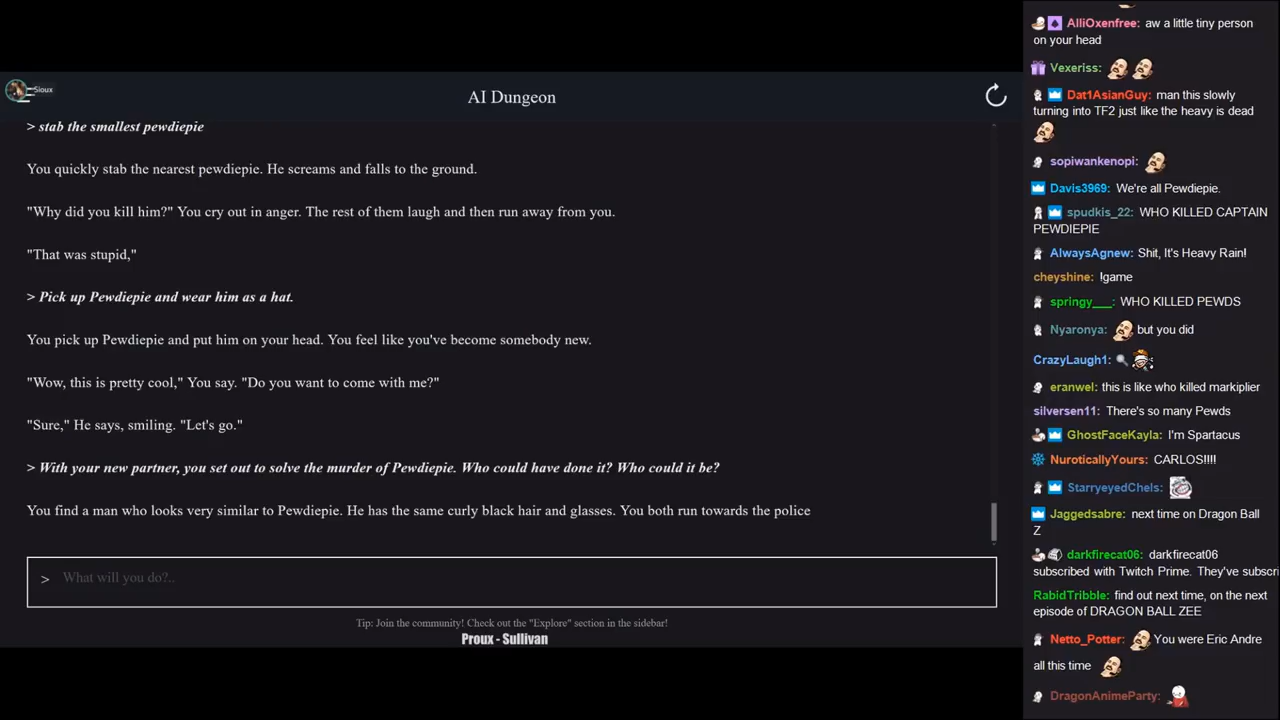 Sioux
AI Dungeon
> stab the smallest pewdiepie
You quickly stab the nearest pewdiepie. He screams and falls to the ground.
"Why did you kill him?" You cry out in anger. The rest of them laugh and then run away from you.
"That was stupid,"
> Pick up Pewdiepie and wear him as a hat.
You pick up Pewdiepie and put him on your head. You feel like you've become somebody new.
"Wow, this is pretty cool," You say. "Do you want to come with me?"
"Sure," He says, smiling. "Let's go."
> With your new partner, you set out to solve the murder of Pewdiepie. Who could have done it? Who could it be?
You find a man who looks very similar to Pewdiepie. He has the same curly black hair and glasses. You both run towards the police
> What will you do?..
Tip: Join the community! Check out the "Explore" section in the sidebar!
Proux - Sullivan
AlliOxenfree: aw a little tiny person
on your head
Vexeriss:
Dat1AsianGuy: man this slowly
turning into TF2 just like the heavy is dead
sopiwankenopi:
Davis3969: We're all Pewdiepie.
spudkis_22: WHO KILLED CAPTAIN
PEWDIEPIE
AlwaysAgnew: Shit, It's Heavy Rain!
cheyshine: !game
springy___: WHO KILLED PEWDS
Nyaronya: but you did
CrazyLaugh1:
eranwel: this is like who killed markiplier
silversen11: There's so many Pewds
GhostFaceKayla: I'm Spartacus
NuroticallyYours: CARLOS!!!!
StarryeyedChels:
Jaggedsabre: next time on Dragon Ball
Z
darkfirecat06: darkfirecat06
subscribed with Twitch Prime. They've subscri
RabidTribble: find out next time, on the next
episode of DRAGON BALL ZEE
Netto_Potter: You were Eric Andre
all this time
DragonAnimeParty: